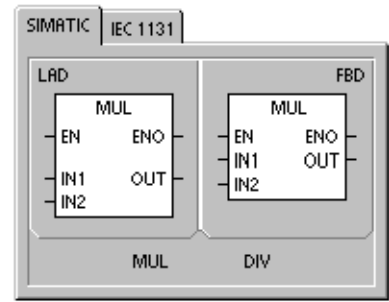 SIMATIC IEC 1131
LAD FBD
MUL MUL
EN ENO EN ENO
IN1 OUT IN1 OUT
IN2 IN2
MUL DIV